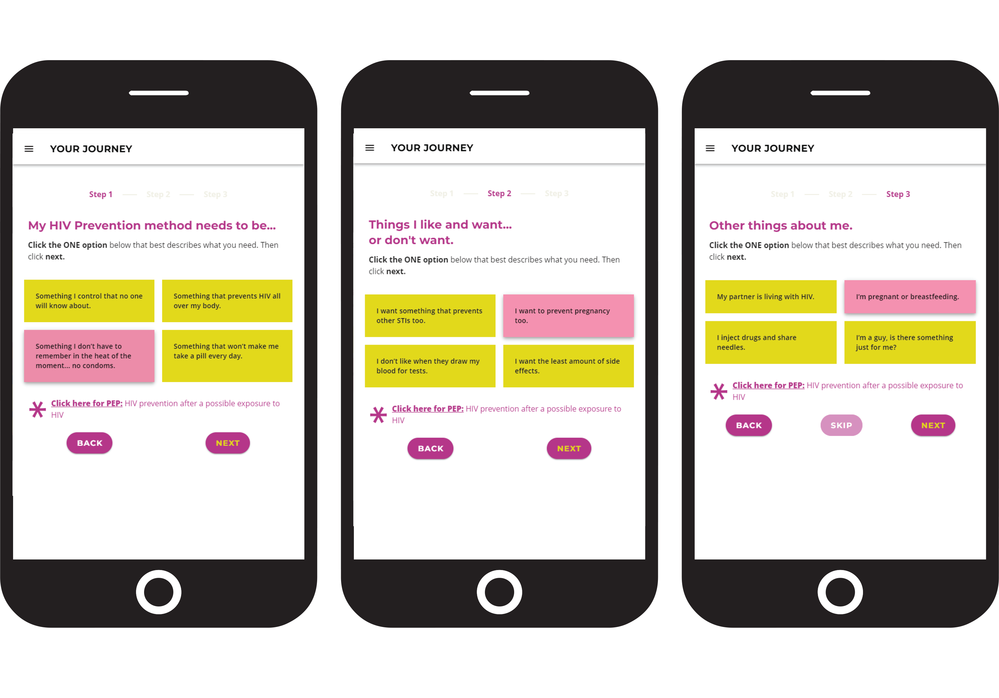 YOUR JOURNEY
Step 1 Step 2 Step 3
My HIV Prevention method needs to be...
Click the ONE option below that best describes what you need. Then
click next.
Something I control that no one
will know about.
Something that prevents HIV all
over my body.
Something I don't have to
remember in the heat of the
moment... no condoms.
Something that won't make me
take a pill every day.
Click here for PEP: HIV prevention after a possible exposure to
HIV
BACK
NEXT
YOUR JOURNEY
Step 1 Step 2 Step 3
Things I like and want...
or don't want.
Click the ONE option below that best describes what you need. Then
click next.
I want something that prevents
other STIs too.
I want to prevent pregnancy
too.
I don't like when they draw my
blood for tests.
I want the least amount of side
effects.
Click here for PEP: HIV prevention after a possible exposure to
HIV
BACK
NEXT
YOUR JOURNEY
Step 1 Step 2 Step 3
Other things about me.
Click the ONE option below that best describes what you need. Then
click next.
My partner is living with HIV.
I'm pregnant or breastfeeding.
I inject drugs and share
needles.
I'm a guy, is there something
just for me?
Click here for PEP: HIV prevention after a possible exposure to
HIV
BACK
SKIP
NEXT